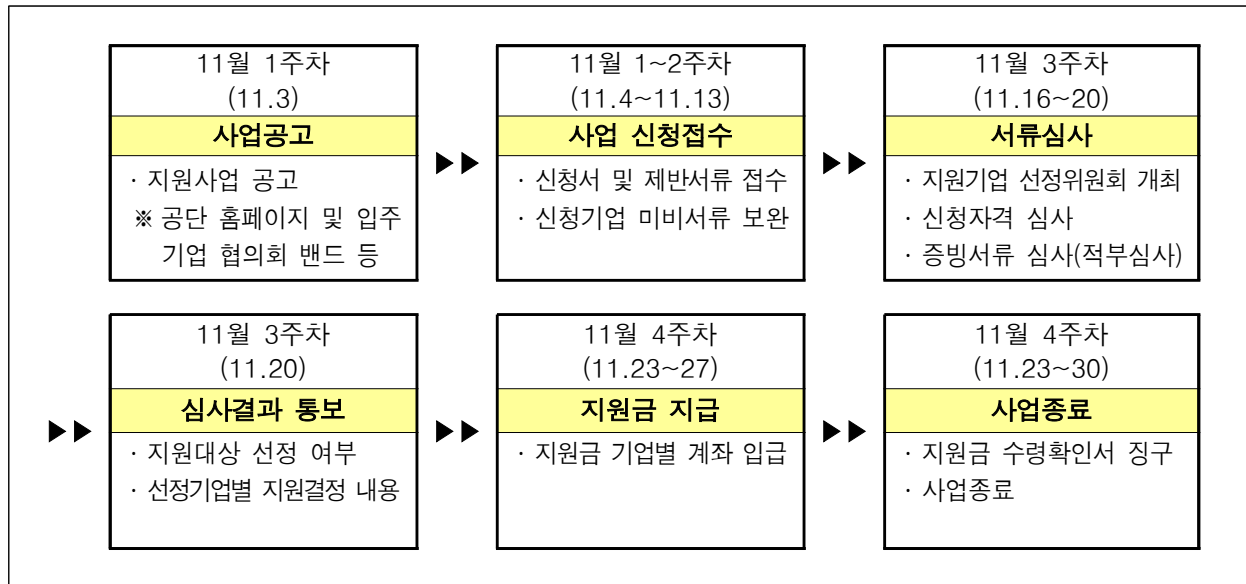 11월 1주차
(11.3)
사업공고
· 지원사업 공고
※ 공단 홈페이지 및 입주
기업 협의회 밴드 등
▶▶
11월 1~2주차
(11.4~11.13)
사업 신청접수
· 신청서 및 제반서류 접수
· 신청기업 미비서류 보완
▶▶
11월 3주차
(11.16~20)
서류심사
· 지원기업 선정위원회 개최
· 신청자격 심사
· 증빙서류 심사(적부심사)
▶▶
11월 3주차
(11.20)
심사결과 통보
· 지원대상 선정 여부
· 선정기업별 지원결정 내용
▶▶
11월 4주차
(11.23~27)
지원금 지급
· 지원금 기업별 계좌 입급
▶▶
11월 4주차
(11.23~30)
사업종료
· 지원금 수령확인서 징구
· 사업종료